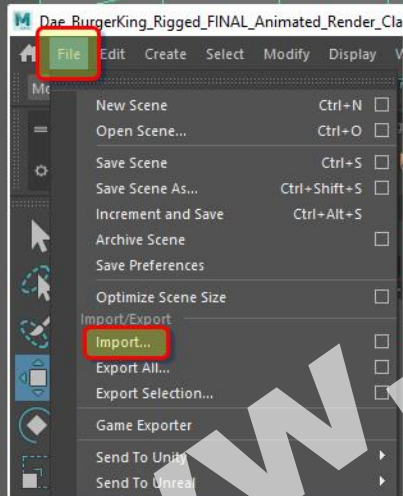 Dae_BurgerKing_Rigged_FINAL_Animated_Render_Cla
File Edit Create Select Modify Display
Mo
New Scene Ctrl+N
Open Scene... Ctrl+O
Save Scene Ctrl+S
Save Scene As... Ctrl+Shift+S
Increment and Save Ctrl+Alt+S
Archive Scene
Save Preferences
Optimize Scene Size
Import/Export
Import...
Export All...
Export Selection...
Game Exporter
Send To Unity
Send To Unreal